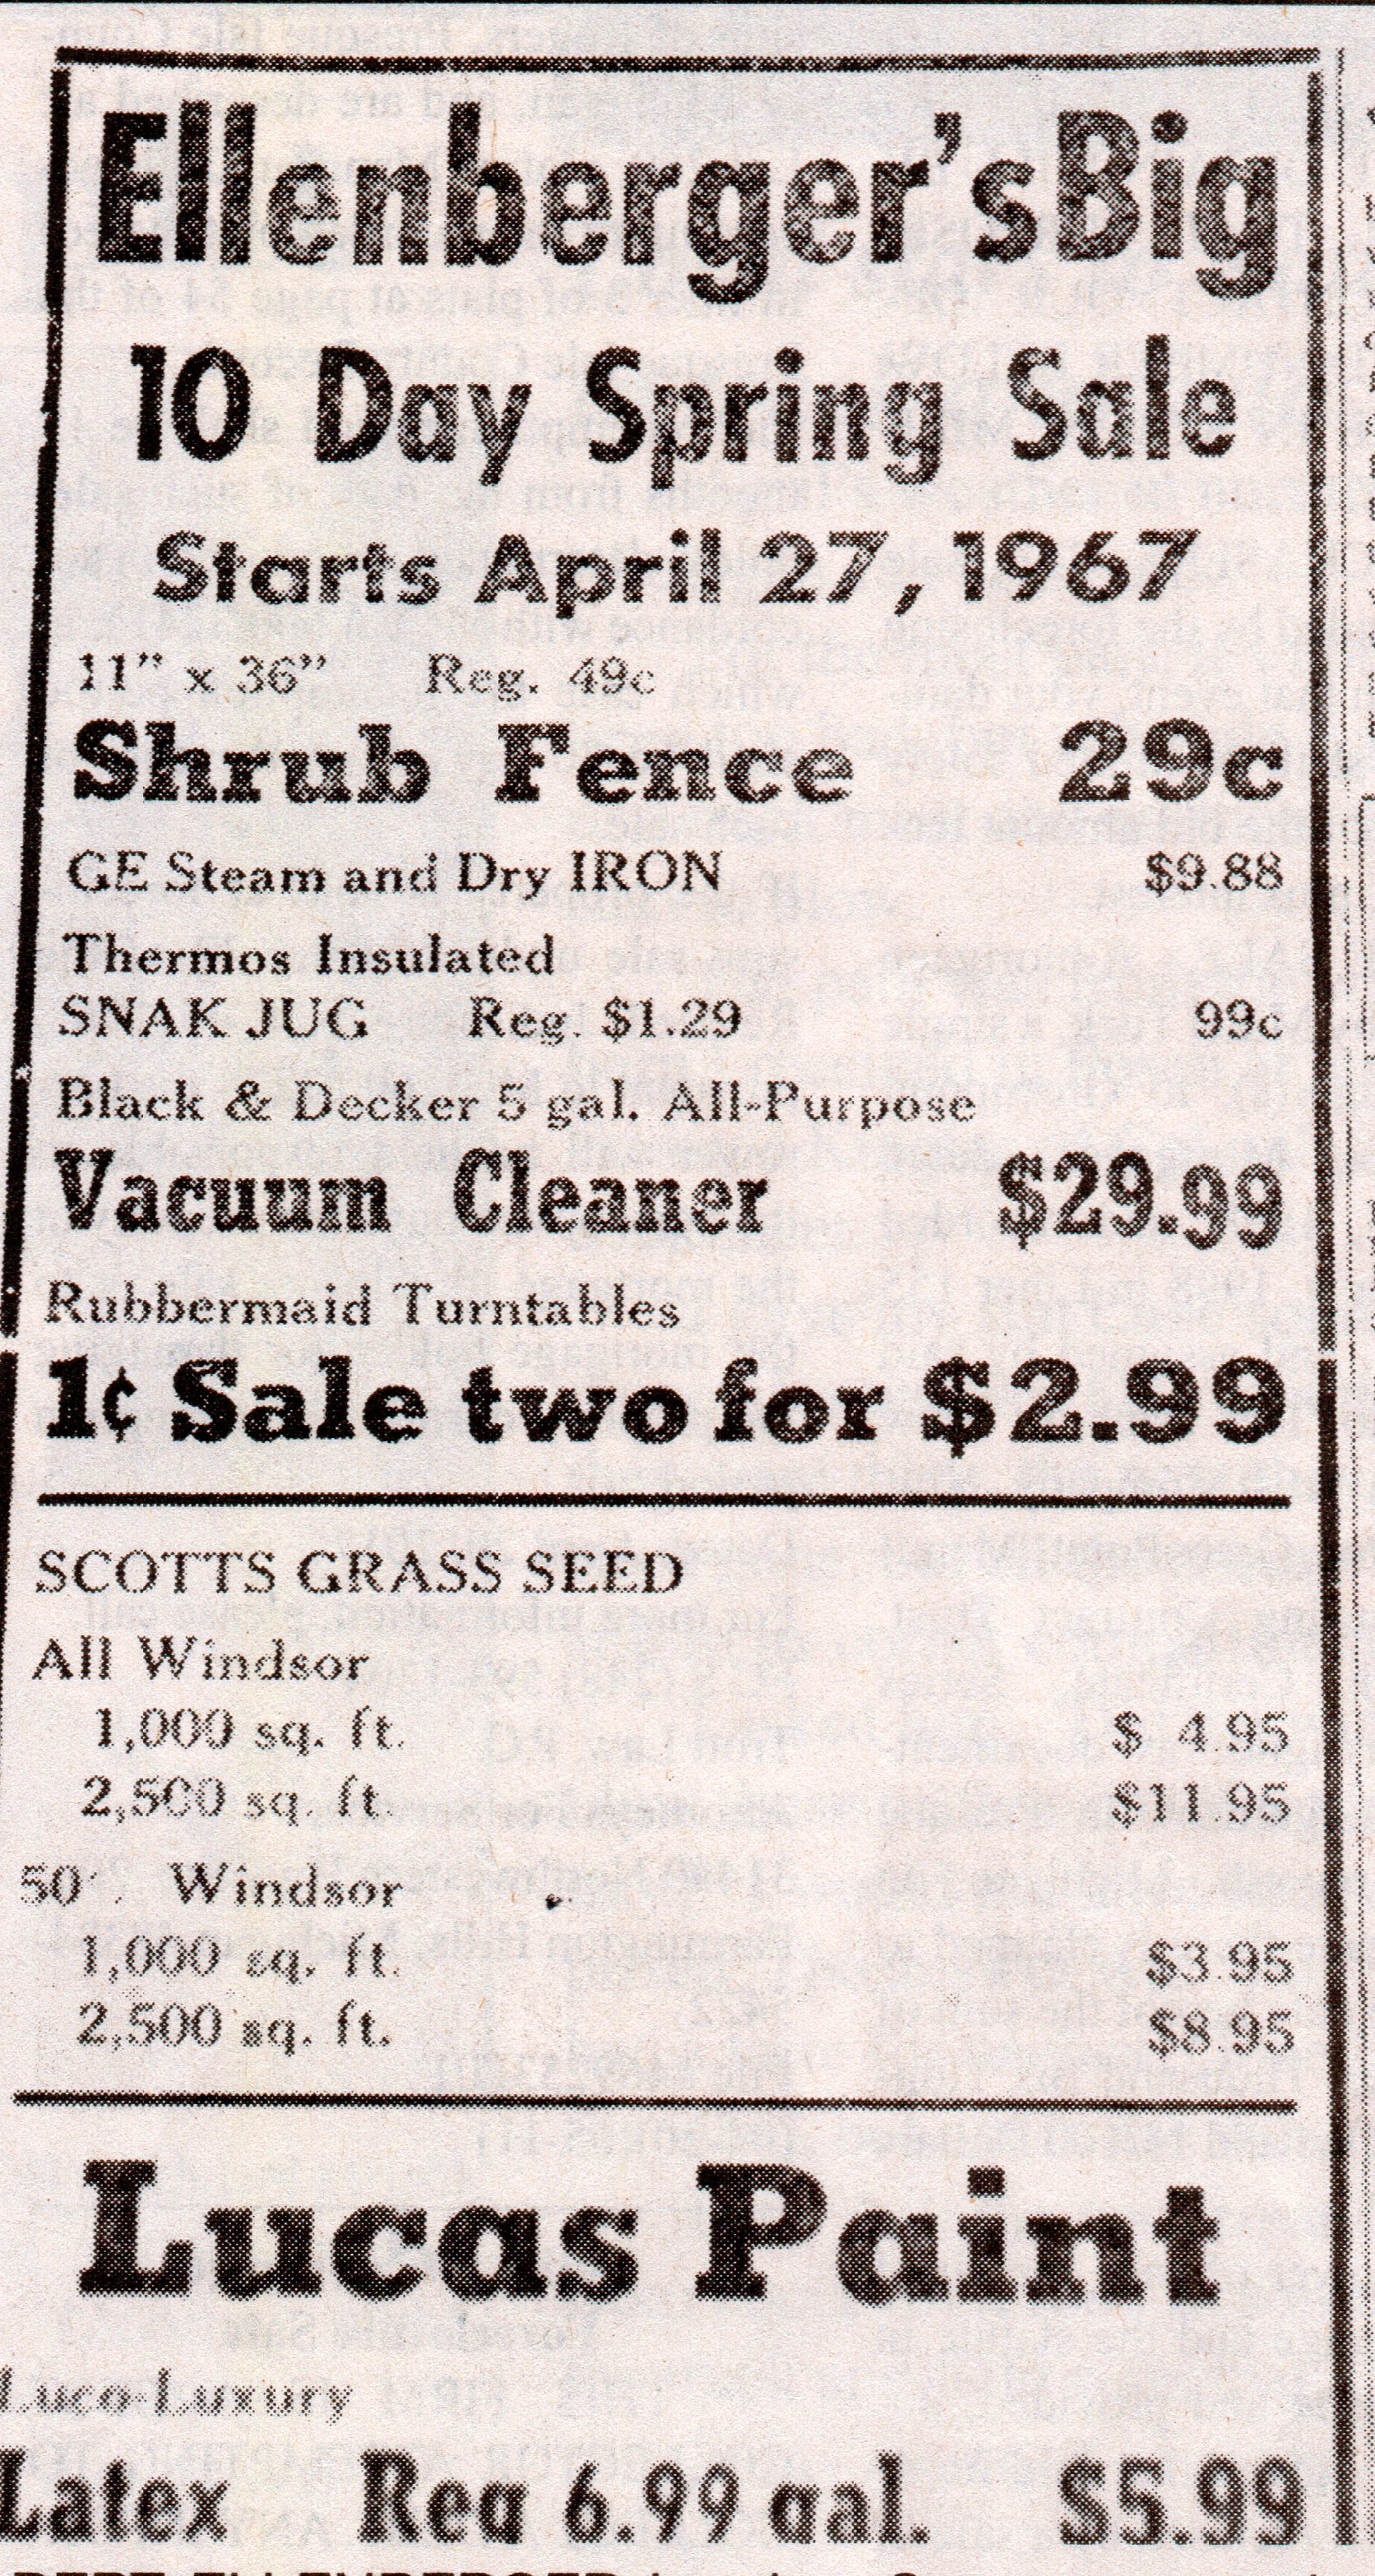 Ellenberger's Big
10 Day Spring Sale
Starts April 27, 1967
11" x 36" Reg. 49c
Shrub Fence 29c
GE Steam and Dry IRON $9.88
Thermos Insulated
SNAK JUG Reg. $1.29 99c
Black & Decker 5 gal. All-Purpose
Vacuum Cleaner $29.99
Rubbermaid Turntables
1¢ Sale two for $2.99
SCOTTS GRASS SEED
All Windsor
1,000 sq. ft. $ 4.95
2,500 sq. ft. $11.95
50 Windsor
1,000 sq. ft. $3.95
2,500 sq. ft. $8.95
Lucas Paint
Luco-Luxury
Latex Reg 6.99 gal. $5.99
ELLENBERGER